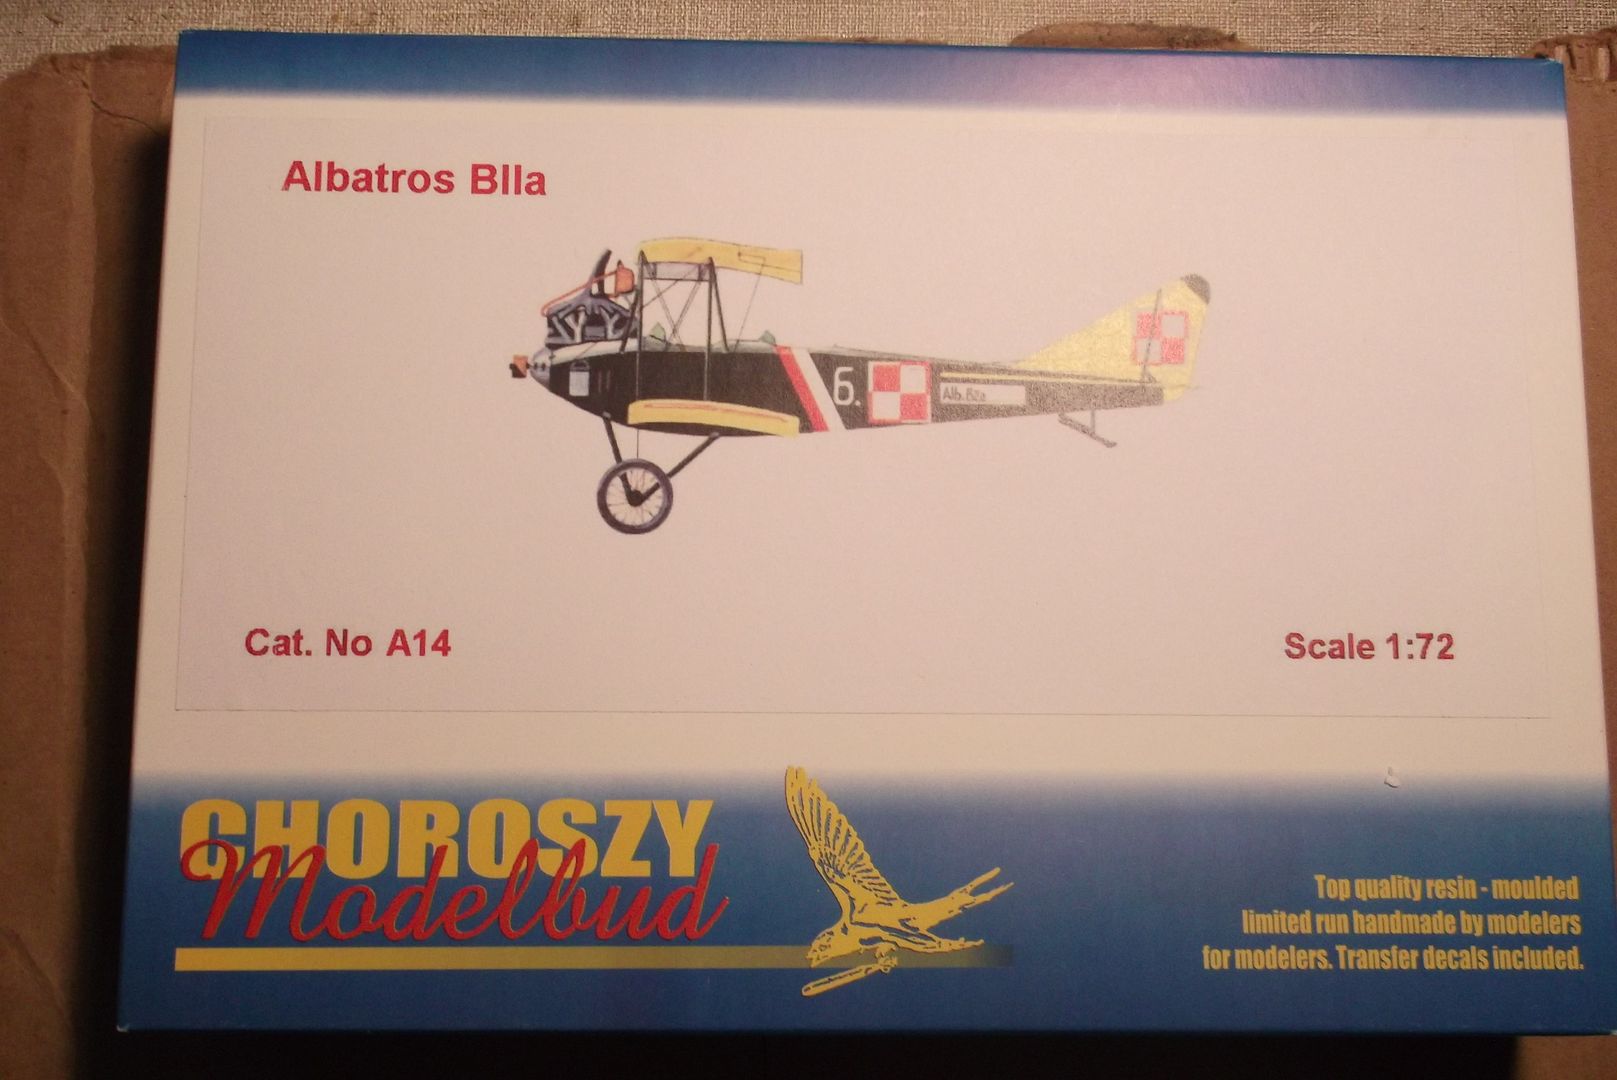 Albatros BIIa
6.
Alb. BIIa
Cat. No A14
Scale 1:72
CHOROSZY
Modelbud
Top quality resin - moulded
limited run handmade by modelers
for modelers. Transfer decals included.